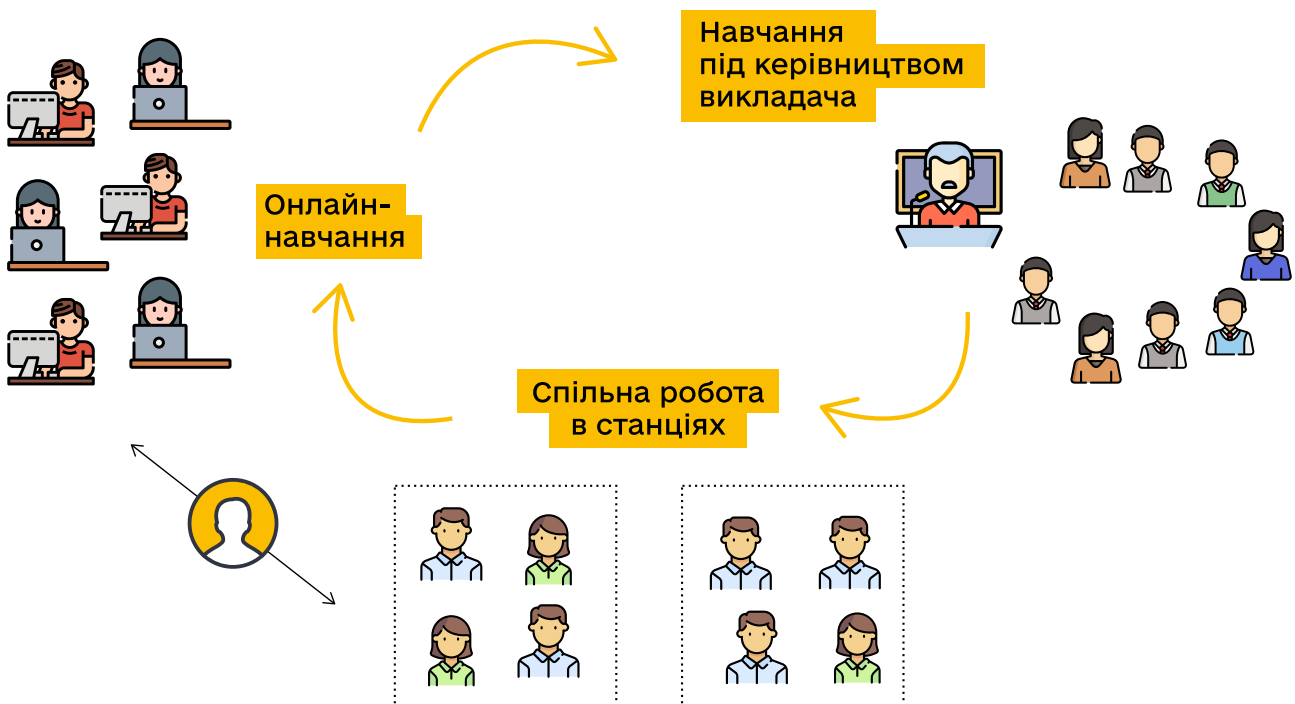 Навчання
під керівництвом
викладача
Онлайн-
навчання
Спільна робота
в станціях